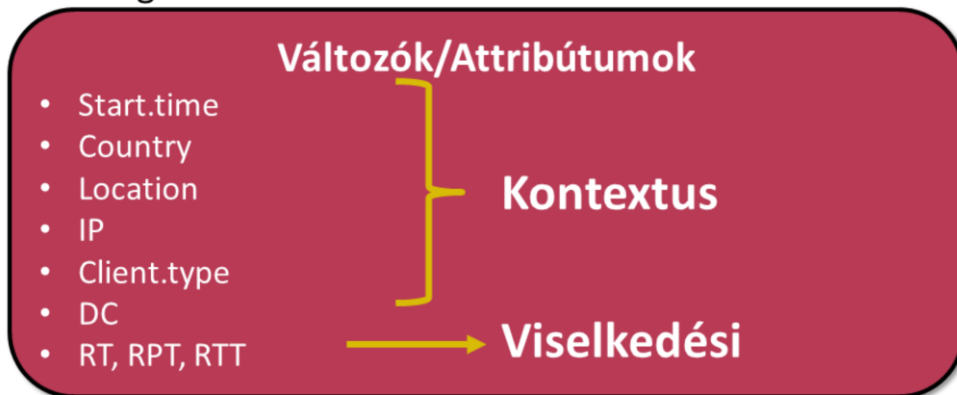 Változók/Attribútumok
• Start.time
• Country
• Location
• IP
• Client.type
• DC
• RT, RPT, RTT
Kontextus
Viselkedési